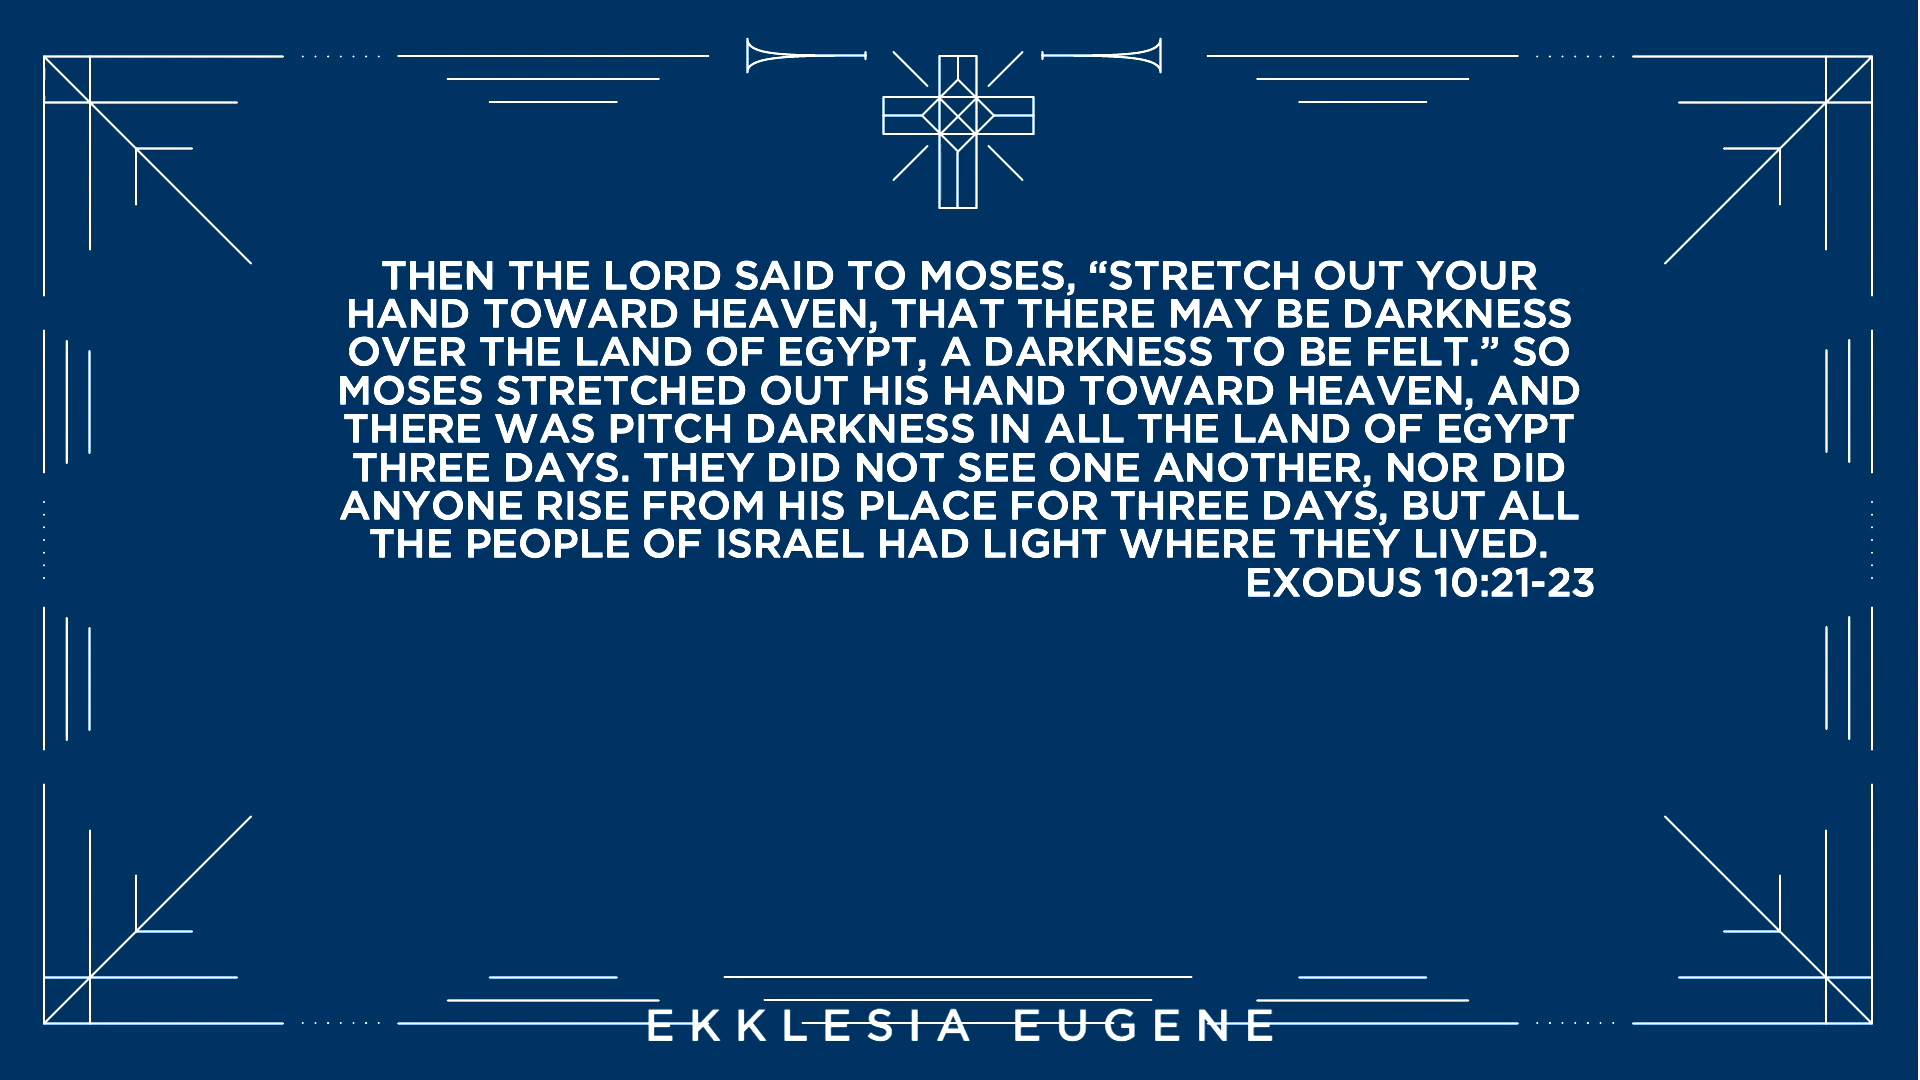 THEN THE LORD SAID TO MOSES, “STRETCH OUT YOUR
HAND TOWARD HEAVEN, THAT THERE MAY BE DARKNESS
OVER THE LAND OF EGYPT, A DARKNESS TO BE FELT.” SO
MOSES STRETCHED OUT HIS HAND TOWARD HEAVEN, AND
THERE WAS PITCH DARKNESS IN ALL THE LAND OF EGYPT
THREE DAYS. THEY DID NOT SEE ONE ANOTHER, NOR DID
ANYONE RISE FROM HIS PLACE FOR THREE DAYS, BUT ALL
THE PEOPLE OF ISRAEL HAD LIGHT WHERE THEY LIVED.
EXODUS 10:21-23
EKKLESIA EUGENE